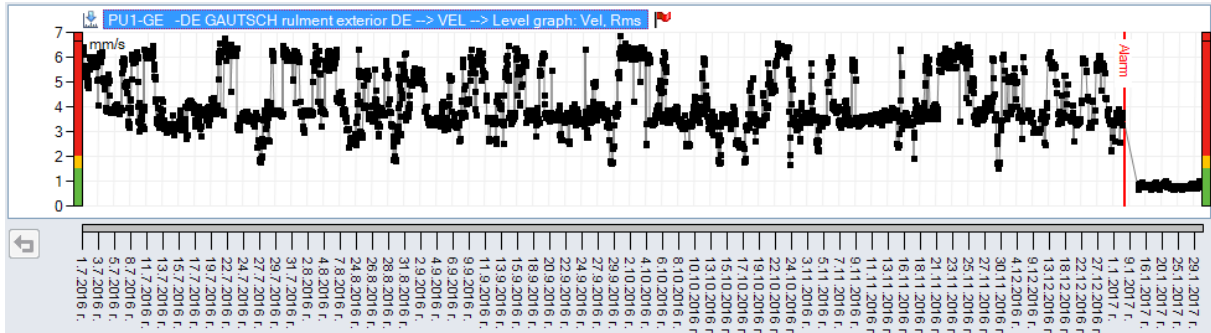 PU1-GE -DE GAUTSCH rulment exterior DE --> VEL --> Level graph: Vel, Rms
7
mm/s
6
5
4
3
2
1
0
Alarm
1.7.2016 г.
3.7.2016 г.
5.7.2016 г.
8.7.2016 г.
11.7.2016 г.
13.7.2016 г.
15.7.2016 г.
17.7.2016 г.
19.7.2016 г.
22.7.2016 г.
24.7.2016 г.
27.7.2016 г.
29.7.2016 г.
31.7.2016 г.
2.8.2016 г.
4.8.2016 г.
7.8.2016 г.
24.8.2016 г.
26.8.2016 г.
28.8.2016 г.
31.8.2016 г.
2.9.2016 г.
4.9.2016 г.
6.9.2016 г.
9.9.2016 г.
11.9.2016 г.
13.9.2016 г.
15.9.2016 г.
18.9.2016 г.
20.9.2016 г.
22.9.2016 г.
24.9.2016 г.
27.9.2016 г.
29.9.2016 г.
2.10.2016 г.
4.10.2016 г.
6.10.2016 г.
8.10.2016 г.
10.10.2016 г
13.10.2016 г
15.10.2016 г
17.10.2016 г
19.10.2016 г
22.10.2016 г
24.10.2016 г
1.11.2016 г.
3.11.2016 г.
5.11.2016 г.
9.11.2016 г.
11.11.2016 г
13.11.2016 г
16.11.2016 г
18.11.2016 г
21.11.2016 г
23.11.2016 г
25.11.2016 г
27.11.2016 г
30.11.2016 г
4.12.2016 г.
9.12.2016 г.
13.12.2016 г
18.12.2016 г
22.12.2016 г
27.12.2016 г
1.1.2017 г.
9.1.2017 г.
16.1.2017 г.
20.1.2017 г.
25.1.2017 г.
29.1.2017 г.